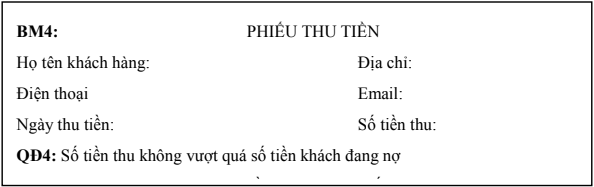 BM4: PHIẾU THU TIỀN
Họ tên khách hàng: Địa chỉ:
Điện thoại Email:
Ngày thu tiền: Số tiền thu:
QĐ4: Số tiền thu không vượt quá số tiền khách đang nợ